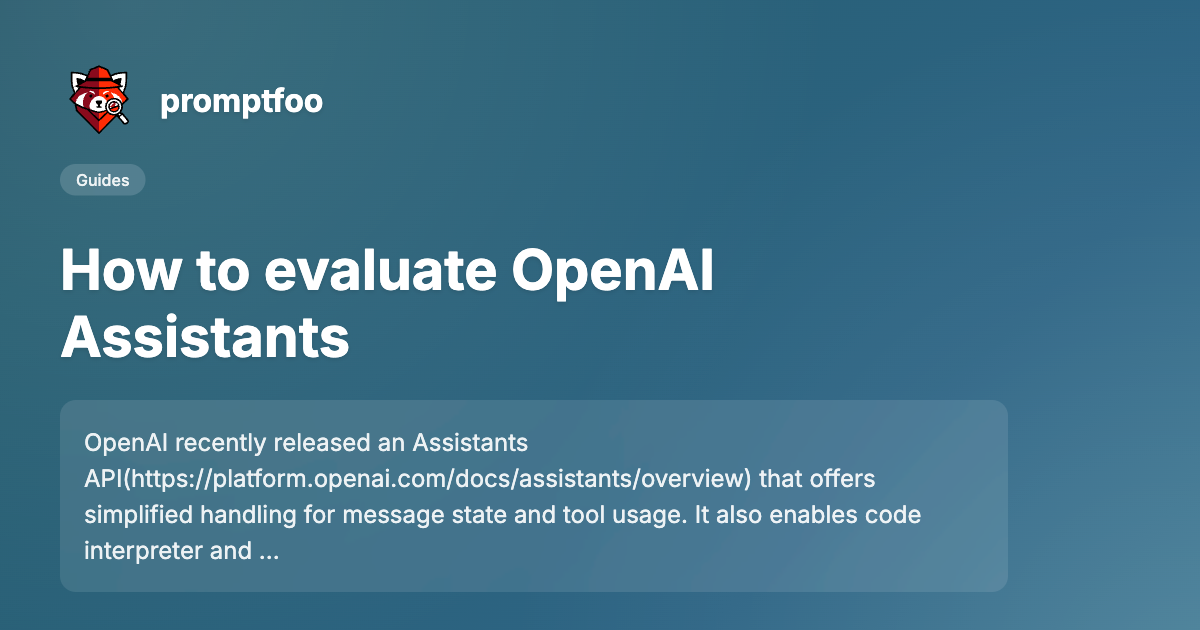 promptfoo
Guides
How to evaluate OpenAI
Assistants
OpenAI recently released an Assistants
API(https://platform.openai.com/docs/assistants/overview) that offers
simplified handling for message state and tool usage. It also enables code
interpreter and ...